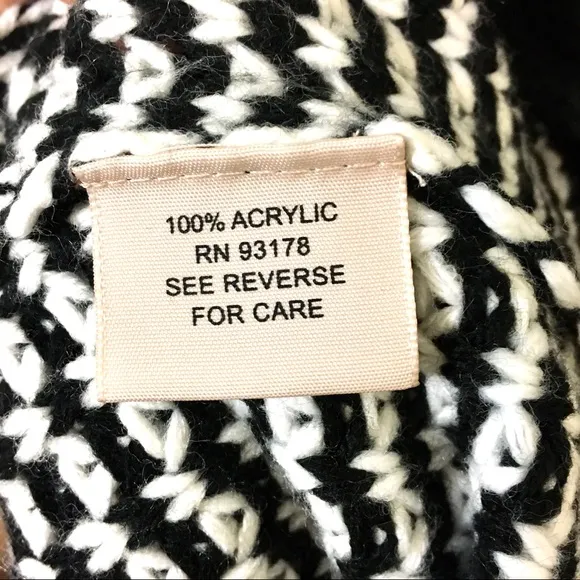 100% ACRYLIC
RN 93178
SEE REVERSE
FOR CARE